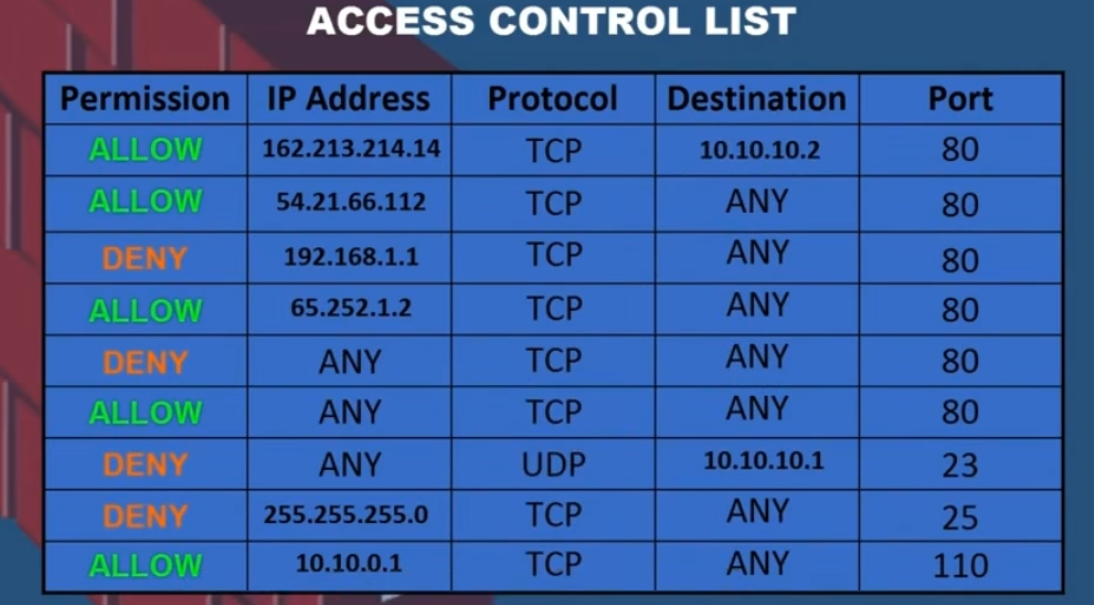 ACCESS CONTROL LIST
Permission IP Address Protocol Destination Port
ALLOW 162.213.214.14 TCP 10.10.10.2 80
ALLOW 54.21.66.112 TCP ANY 80
DENY 192.168.1.1 TCP ANY 80
ALLOW 65.252.1.2 TCP ANY 80
DENY ANY TCP ANY 80
ALLOW ANY TCP ANY 80
DENY ANY UDP 10.10.10.1 23
DENY 255.255.255.0 TCP ANY 25
ALLOW 10.10.0.1 TCP ANY 110